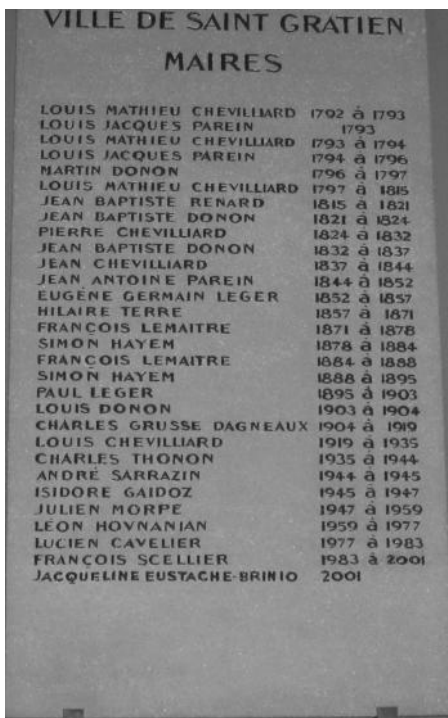 VILLE DE SAINT GRATIEN
MAIRES
LOUIS MATHIEU CHEVILLIARD 1792 à 1793
LOUIS JACQUES PAREIN 1793
LOUIS MATHIEU CHEVILLIARD 1793 à 1794
LOUIS JACQUES PAREIN 1794 à 1796
MARTIN DONON 1796 à 1797
LOUIS MATHIEU CHEVILLIARD 1797 à 1815
JEAN BAPTISTE RENARD 1815 à 1821
JEAN BAPTISTE DONON 1821 à 1824
PIERRE CHEVILLIARD 1824 à 1832
JEAN BAPTISTE DONON 1832 à 1837
JEAN CHEVILLIARD 1837 à 1844
JEAN ANTOINE PAREIN 1844 à 1852
EUGÈNE GERMAIN LEGER 1852 à 1857
HILAIRE TERRE 1857 à 1871
FRANÇOIS LEMAITRE 1871 à 1878
SIMON HAYEM 1878 à 1884
FRANÇOIS LEMAITRE 1884 à 1888
SIMON HAYEM 1888 à 1895
PAUL LEGER 1895 à 1903
LOUIS DONON 1903 à 1904
CHARLES GRUSSE DAGNEAUX 1904 à 1919
LOUIS CHEVILLIARD 1919 à 1935
CHARLES THONON 1935 à 1944
ANDRÉ SARRAZIN 1944 à 1945
ISIDORE GAIDOZ 1945 à 1947
JULIEN MORPE 1947 à 1959
LÉON HOVNANIAN 1959 à 1977
LUCIEN CAVELIER 1977 à 1983
FRANÇOIS SCELLIER 1983 à 2001
JACQUELINE EUSTACHE-BRINIO 2001